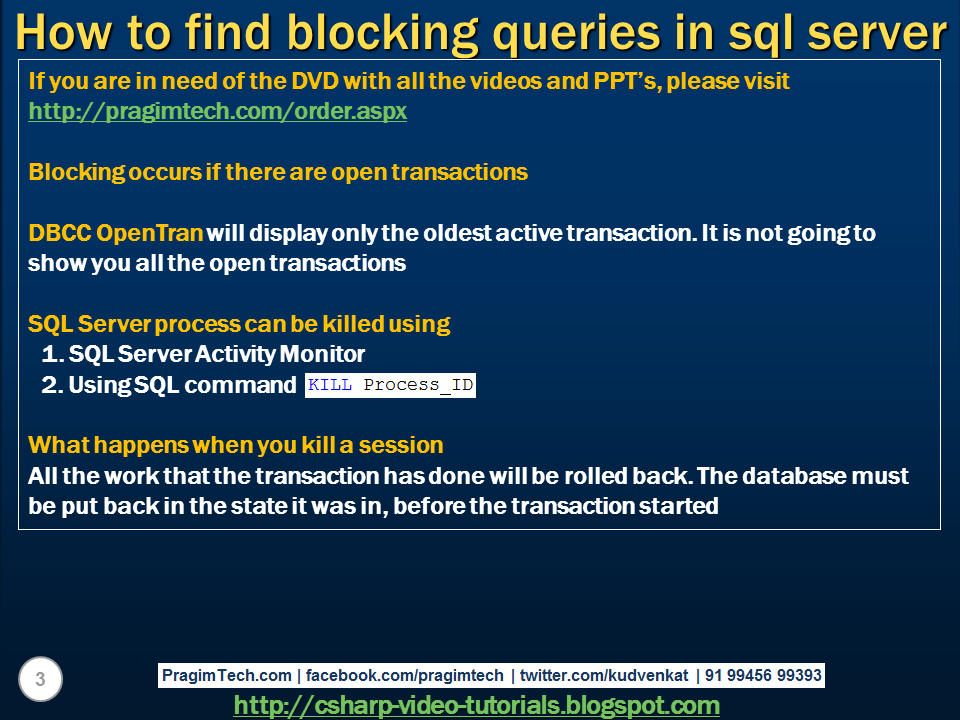 How to find blocking queries in sql server
If you are in need of the DVD with all the videos and PPT’s, please visit
http://pragimtech.com/order.aspx
Blocking occurs if there are open transactions
DBCC OpenTran will display only the oldest active transaction. It is not going to
show you all the open transactions
SQL Server process can be killed using
1. SQL Server Activity Monitor
2. Using SQL command KILL Process_ID
What happens when you kill a session
All the work that the transaction has done will be rolled back. The database must
be put back in the state it was in, before the transaction started
3
PragimTech.com | facebook.com/pragimtech | twitter.com/kudvenkat | 91 99456 99393
http://csharp-video-tutorials.blogspot.com